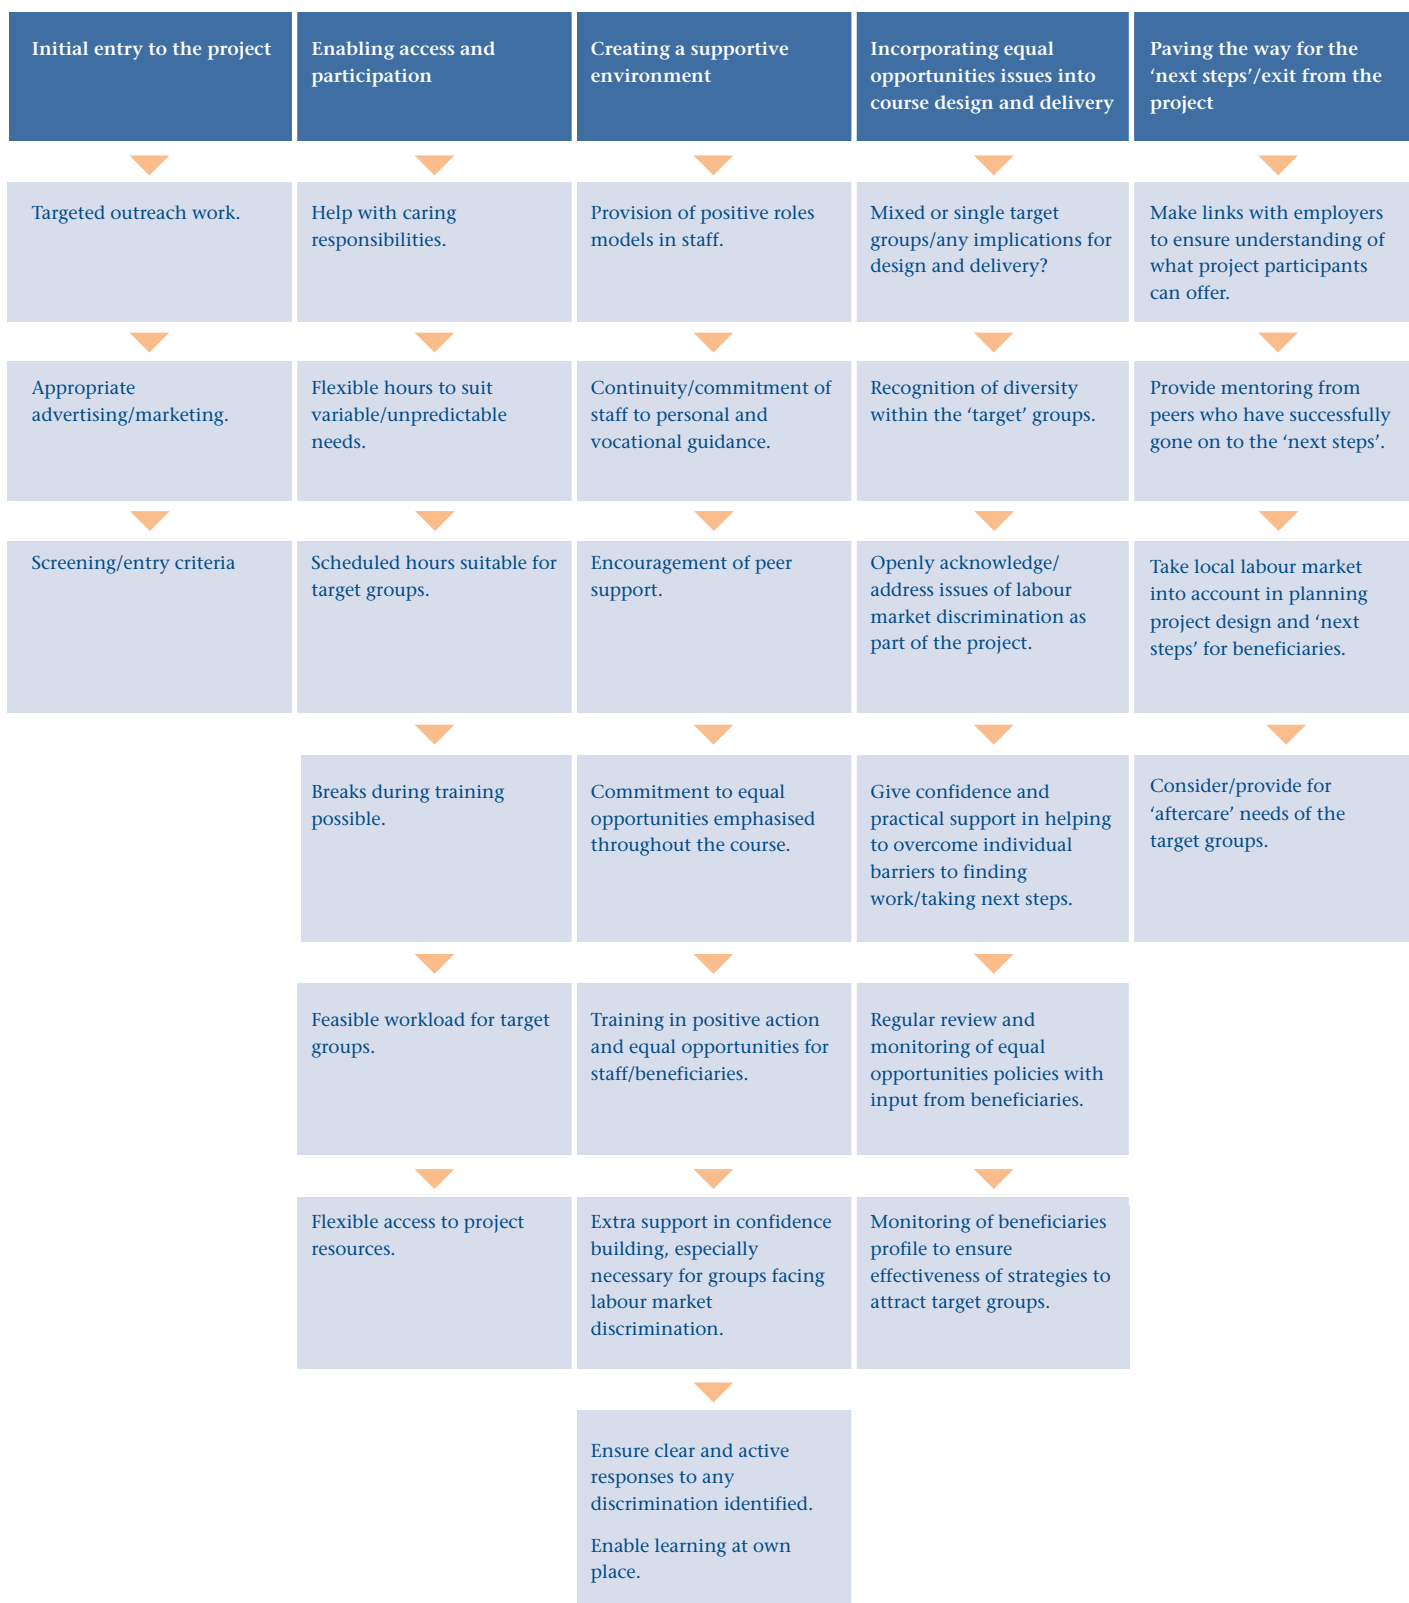 Initial entry to the project
Enabling access and
participation
Creating a supportive
environment
Incorporating equal
opportunities issues into
course design and delivery
Paving the way for the
‘next steps’/exit from the
project
Targeted outreach work.
Help with caring
responsibilities.
Provision of positive roles
models in staff.
Mixed or single target
groups/any implications for
design and delivery?
Make links with employers
to ensure understanding of
what project participants
can offer.
Appropriate
advertising/marketing.
Flexible hours to suit
variable/unpredictable
needs.
Continuity/commitment of
staff to personal and
vocational guidance.
Recognition of diversity
within the ‘target’ groups.
Provide mentoring from
peers who have successfully
gone on to the ‘next steps’.
Screening/entry criteria
Scheduled hours suitable for
target groups.
Encouragement of peer
support.
Openly acknowledge/
address issues of labour
market discrimination as
part of the project.
Take local labour market
into account in planning
project design and ‘next
steps’ for beneficiaries.
Breaks during training
possible.
Commitment to equal
opportunities emphasised
throughout the course.
Give confidence and
practical support in helping
to overcome individual
barriers to finding
work/taking next steps.
Consider/provide for
‘aftercare’ needs of the
target groups.
Feasible workload for target
groups.
Training in positive action
and equal opportunities for
staff/beneficiaries.
Regular review and
monitoring of equal
opportunities policies with
input from beneficiaries.
Flexible access to project
resources.
Extra support in confidence
building, especially
necessary for groups facing
labour market
discrimination.
Monitoring of beneficiaries
profile to ensure
effectiveness of strategies to
attract target groups.
Ensure clear and active
responses to any
discrimination identified.
Enable learning at own
place.